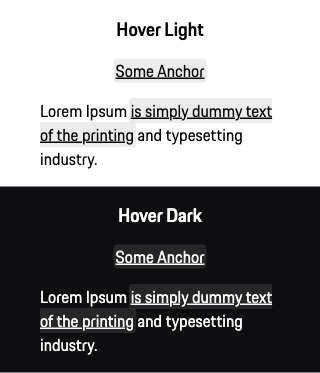 Hover Light
Some Anchor
Lorem Ipsum is simply dummy text
of the printing and typesetting
industry.
Hover Dark
Some Anchor
Lorem Ipsum is simply dummy text
of the printing and typesetting
industry.